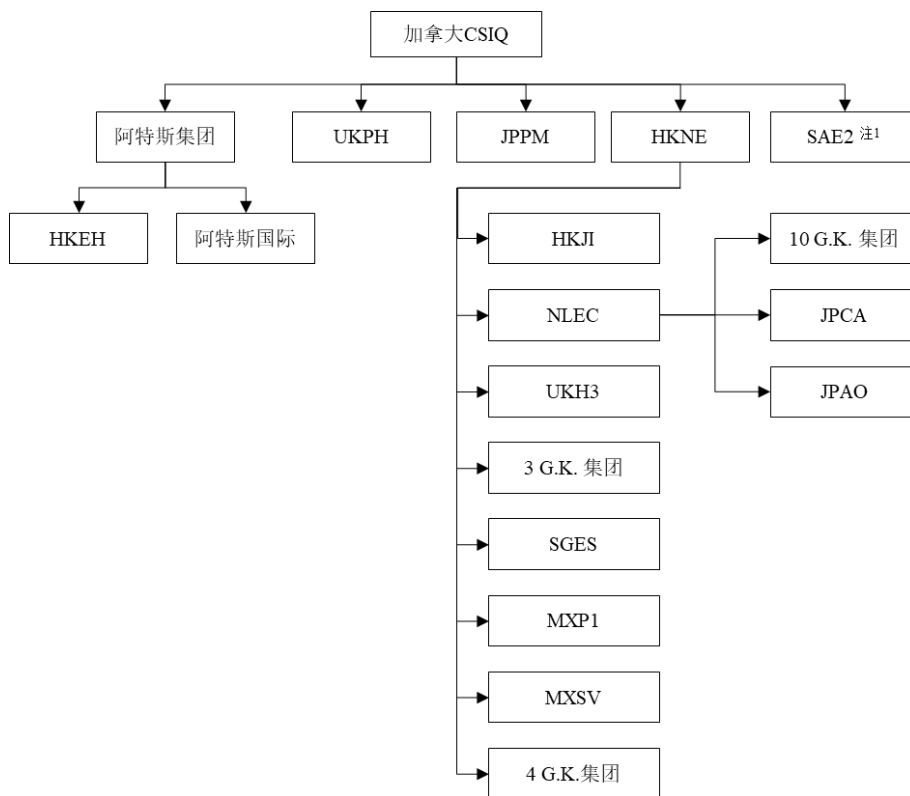 加拿大CSIQ
阿特斯集团
UKPH
JPPM
HKNE
SAE2 注1
HKEH
阿特斯国际
HKJI
10 G.K. 集团
NLEC
JPCA
UKH3
JPAO
3 G.K. 集团
SGES
MXP1
MXSV
4 G.K.集团